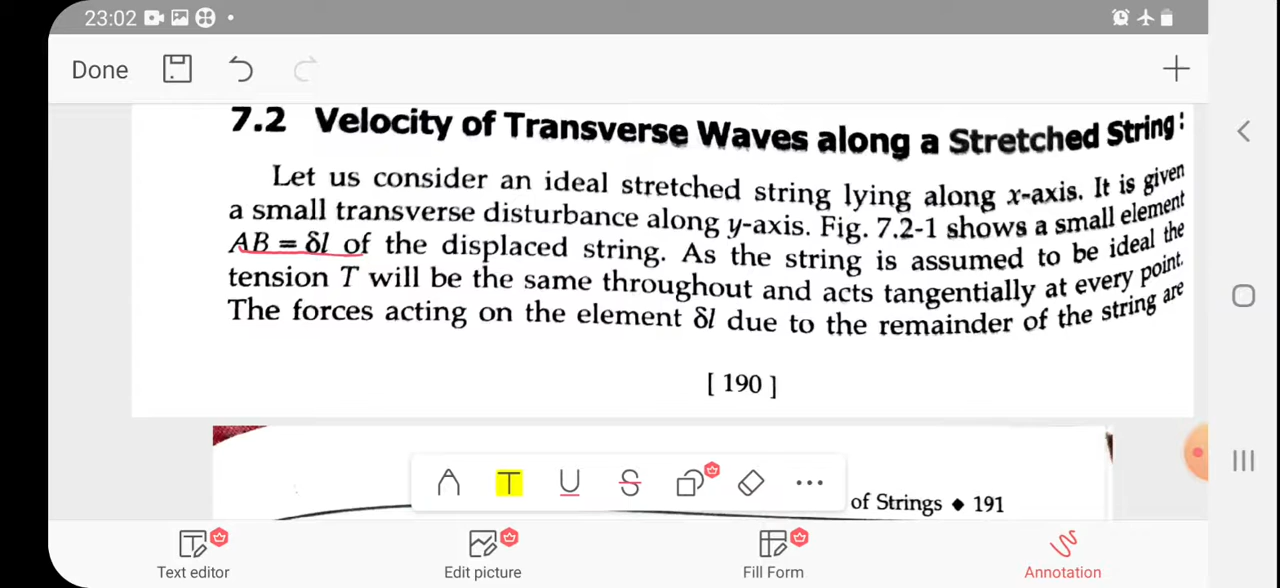 23:02
Done
7.2 Velocity of Transverse Waves along a Stretched String:
Let us consider an ideal stretched string lying along x-axis. It is given
a small transverse disturbance along y-axis. Fig. 7.2-1 shows a small element
AB = δl of the displaced string. As the string is assumed to be ideal the
tension T will be the same throughout and acts tangentially at every point.
The forces acting on the element δl due to the remainder of the string are
[ 190 ]
T U S
of Strings ◆ 191
Text editor
Edit picture
Fill Form
Annotation